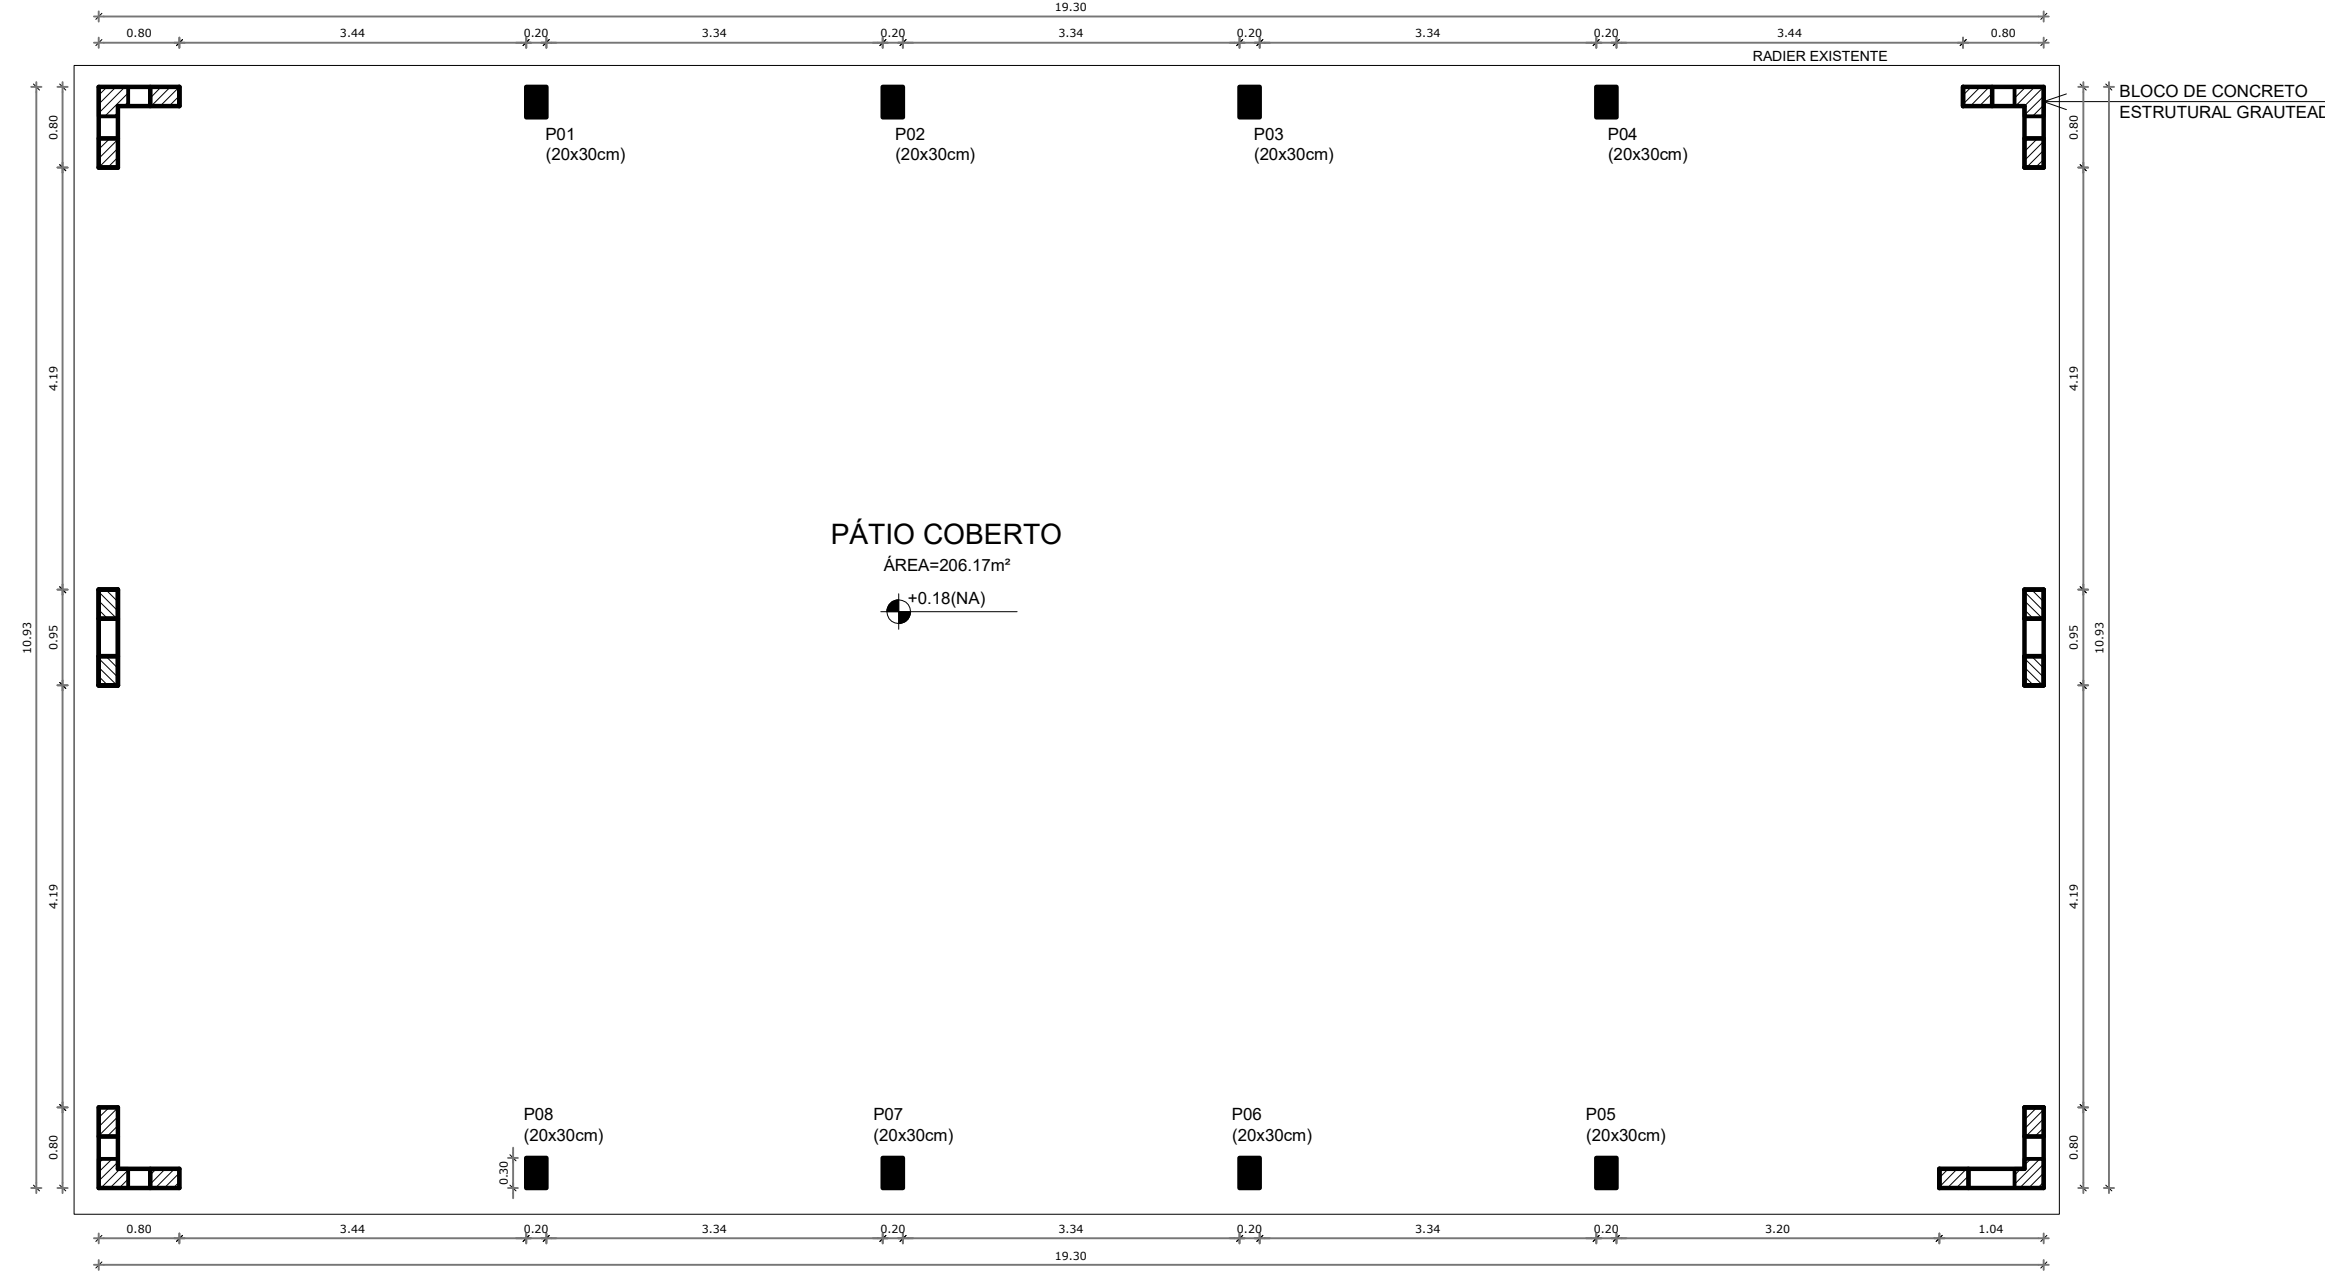 19.30
0.80 3.44 0.20 3.34 0.20 3.34 0.20 3.34 0.20 3.44 0.80
RADIER EXISTENTE
BLOCO DE CONCRETO
ESTRUTURAL GRAUTEAD
0.80
0.80
P01
(20x30cm)
P02
(20x30cm)
P03
(20x30cm)
P04
(20x30cm)
4.19
4.19
PÁTIO COBERTO
ÁREA=206.17m²
+0.18(NA)
10.93
0.95
0.95
10.93
4.19
4.19
P08
(20x30cm)
P07
(20x30cm)
P06
(20x30cm)
P05
(20x30cm)
0.80
0.30
0.80
0.80 3.44 0.20 3.34 0.20 3.34 0.20 3.34 0.20 3.20 1.04
19.30